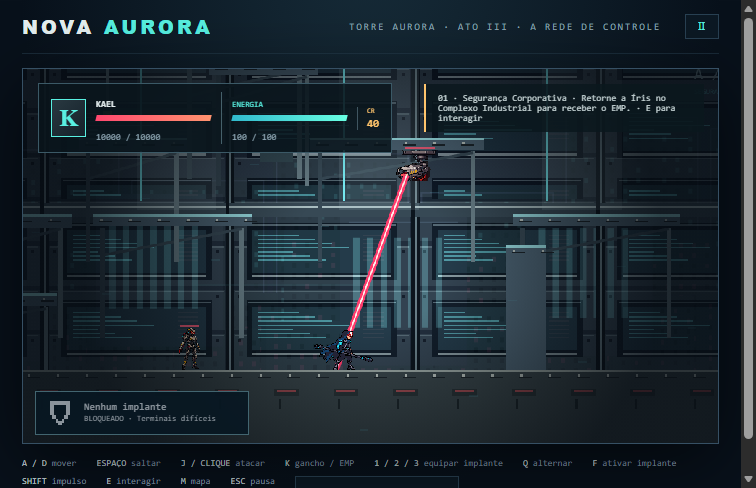 NOVA AURORA
TORRE AURORA · ATO III · A REDE DE CONTROLE
II
K
KAEL
10000 / 10000
ENERGIA
100 / 100
CR
40
01 · Segurança Corporativa · Retorne a Íris no
Complexo Industrial para receber o EMP. · E para
interagir
Nenhum implante
BLOQUEADO · Terminais difíceis
A / D mover ESPAÇO saltar J / CLIQUE atacar K gancho / EMP 1 / 2 / 3 equipar implante Q alternar F ativar implante
SHIFT impulso E interagir M mapa ESC pausa